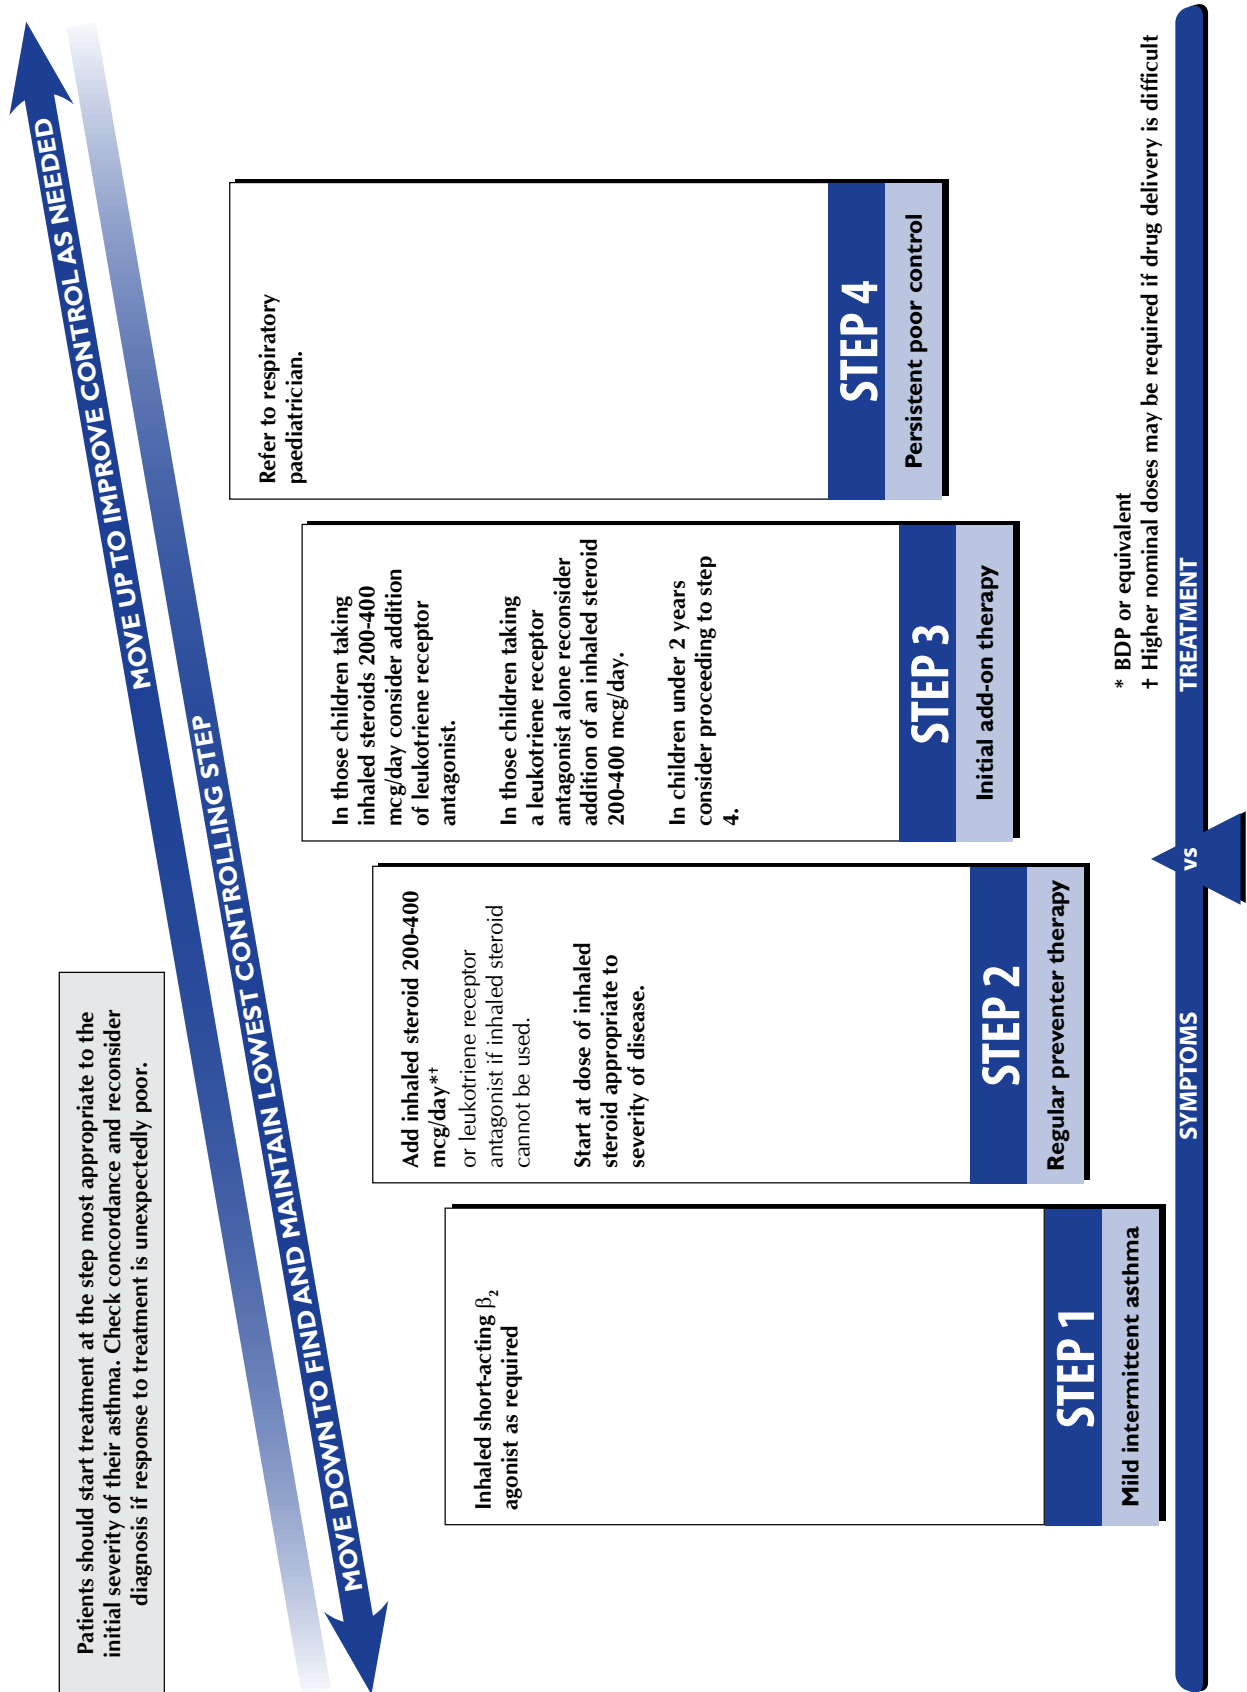 Patients should start treatment at the step most appropriate to the
initial severity of their asthma. Check concordance and reconsider
diagnosis if response to treatment is unexpectedly poor.
MOVE UP TO IMPROVE CONTROL AS NEEDED
MOVE DOWN TO FIND AND MAINTAIN LOWEST CONTROLLING STEP
Inhaled short-acting β₂
agonist as required
STEP 1
Mild intermittent asthma
Add inhaled steroid 200-400
mcg/day*†
or leukotriene receptor
antagonist if inhaled steroid
cannot be used.
Start at dose of inhaled
steroid appropriate to
severity of disease.
STEP 2
Regular preventer therapy
In those children taking
inhaled steroids 200-400
mcg/day consider addition
of leukotriene receptor
antagonist.
In those children taking
a leukotriene receptor
antagonist alone reconsider
addition of an inhaled steroid
200-400 mcg/day.
In children under 2 years
consider proceeding to step
4.
STEP 3
Initial add-on therapy
Refer to respiratory
paediatrician.
STEP 4
Persistent poor control
* BDP or equivalent
† Higher nominal doses may be required if drug delivery is difficult
SYMPTOMS
vs
TREATMENT